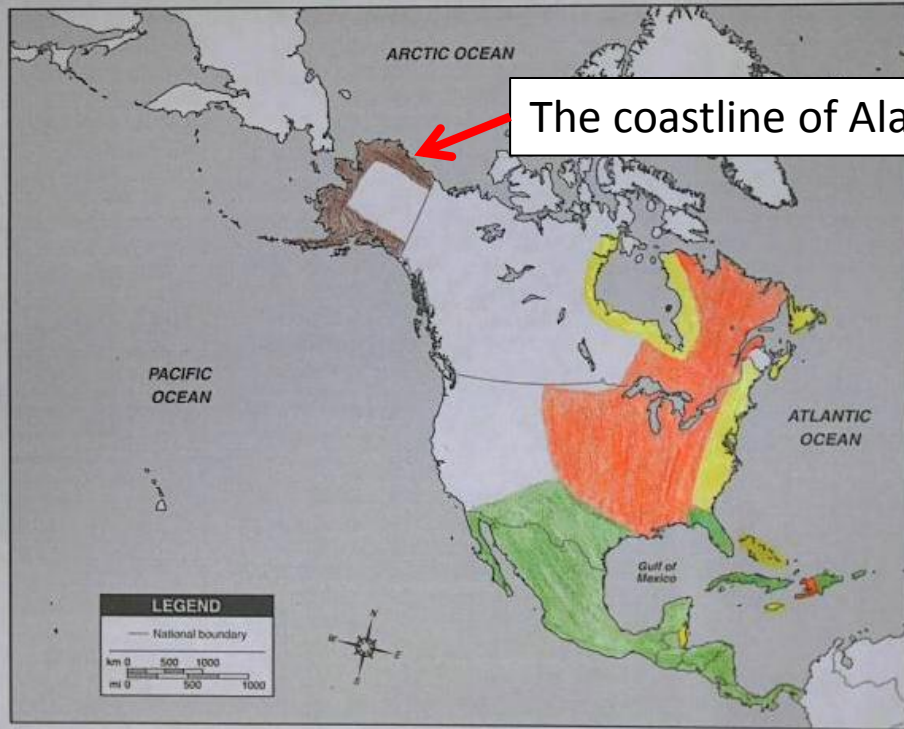 ARCTIC OCEAN
The coastline of Ala
PACIFIC
OCEAN
ATLANTIC
OCEAN
Gulf of
Mexico
LEGEND
National boundary
km 0 500 1000
mi 0 500 1000
N
W
E
S